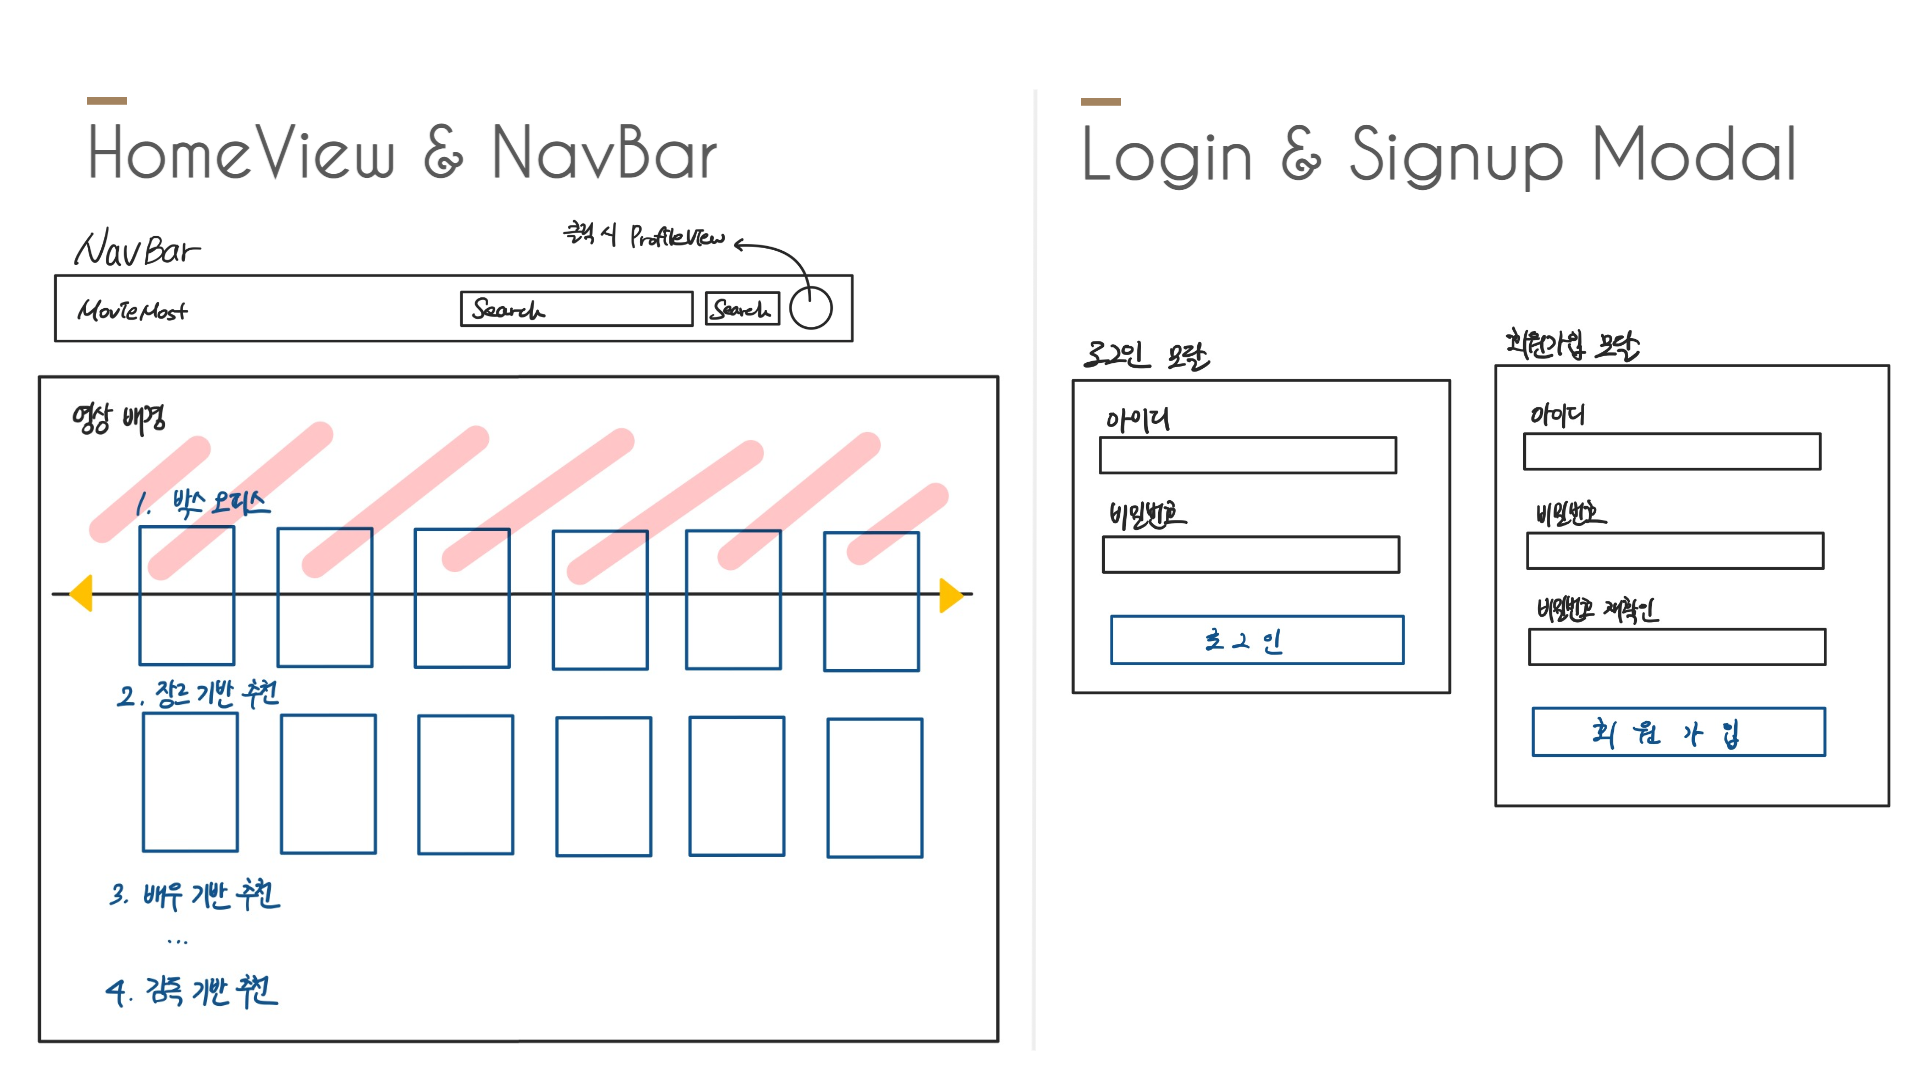 HomeView & NavBar
NavBar
클릭 시 ProfileView
MovieMost
Search
Search
영상 배경
1. 박스 오피스
2. 장르 기반 추천
3. 배우 기반 추천
...
4. 감독 기반 추천
Login & Signup Modal
로그인 모달
아이디
비밀번호
로그인
회원가입 모달
아이디
비밀번호
비밀번호 재확인
회원가입